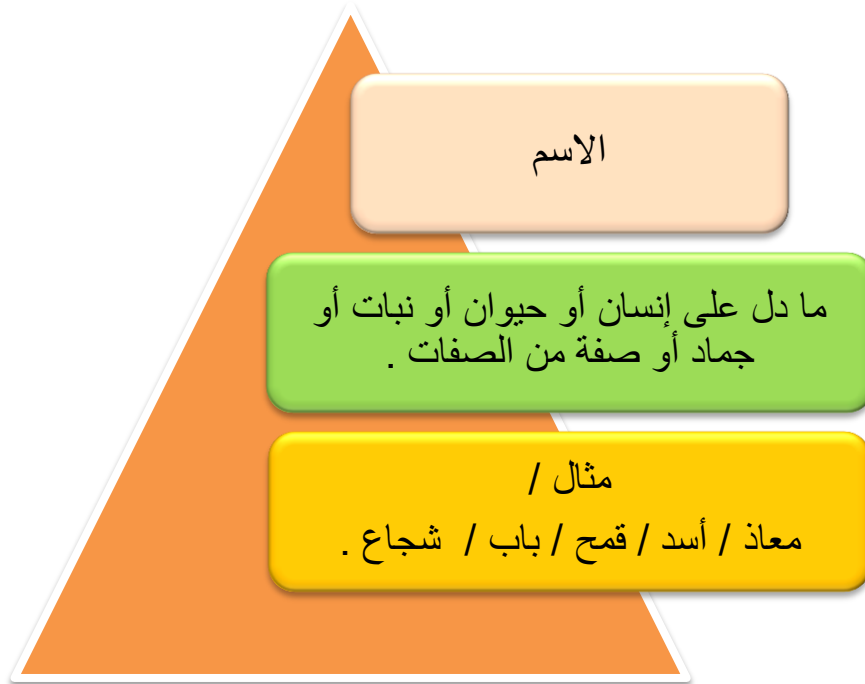 الاسم
ما دل على إنسان أو حيوان أو نبات أو
جماد أو صفة من الصفات .
مثال /
معاذ / أسد / قمح / باب / شجاع .